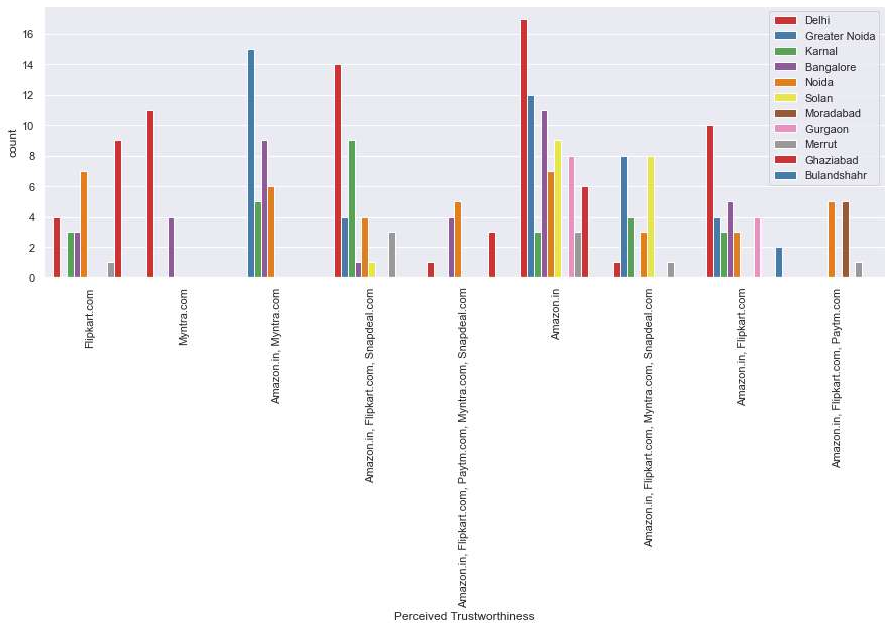 count
16
14
12
10
8
6
4
2
0
Delhi
Greater Noida
Karnal
Bangalore
Noida
Solan
Moradabad
Gurgaon
Merrut
Ghaziabad
Bulandshahr
Flipkart.com
Myntra.com
Amazon.in, Myntra.com
Amazon.in, Flipkart.com, Snapdeal.com
Amazon.in, Flipkart.com, Paytm.com, Myntra.com, Snapdeal.com
Amazon.in
Amazon.in, Flipkart.com, Myntra.com, Snapdeal.com
Amazon.in, Flipkart.com
Amazon.in, Flipkart.com, Paytm.com
Perceived Trustworthiness